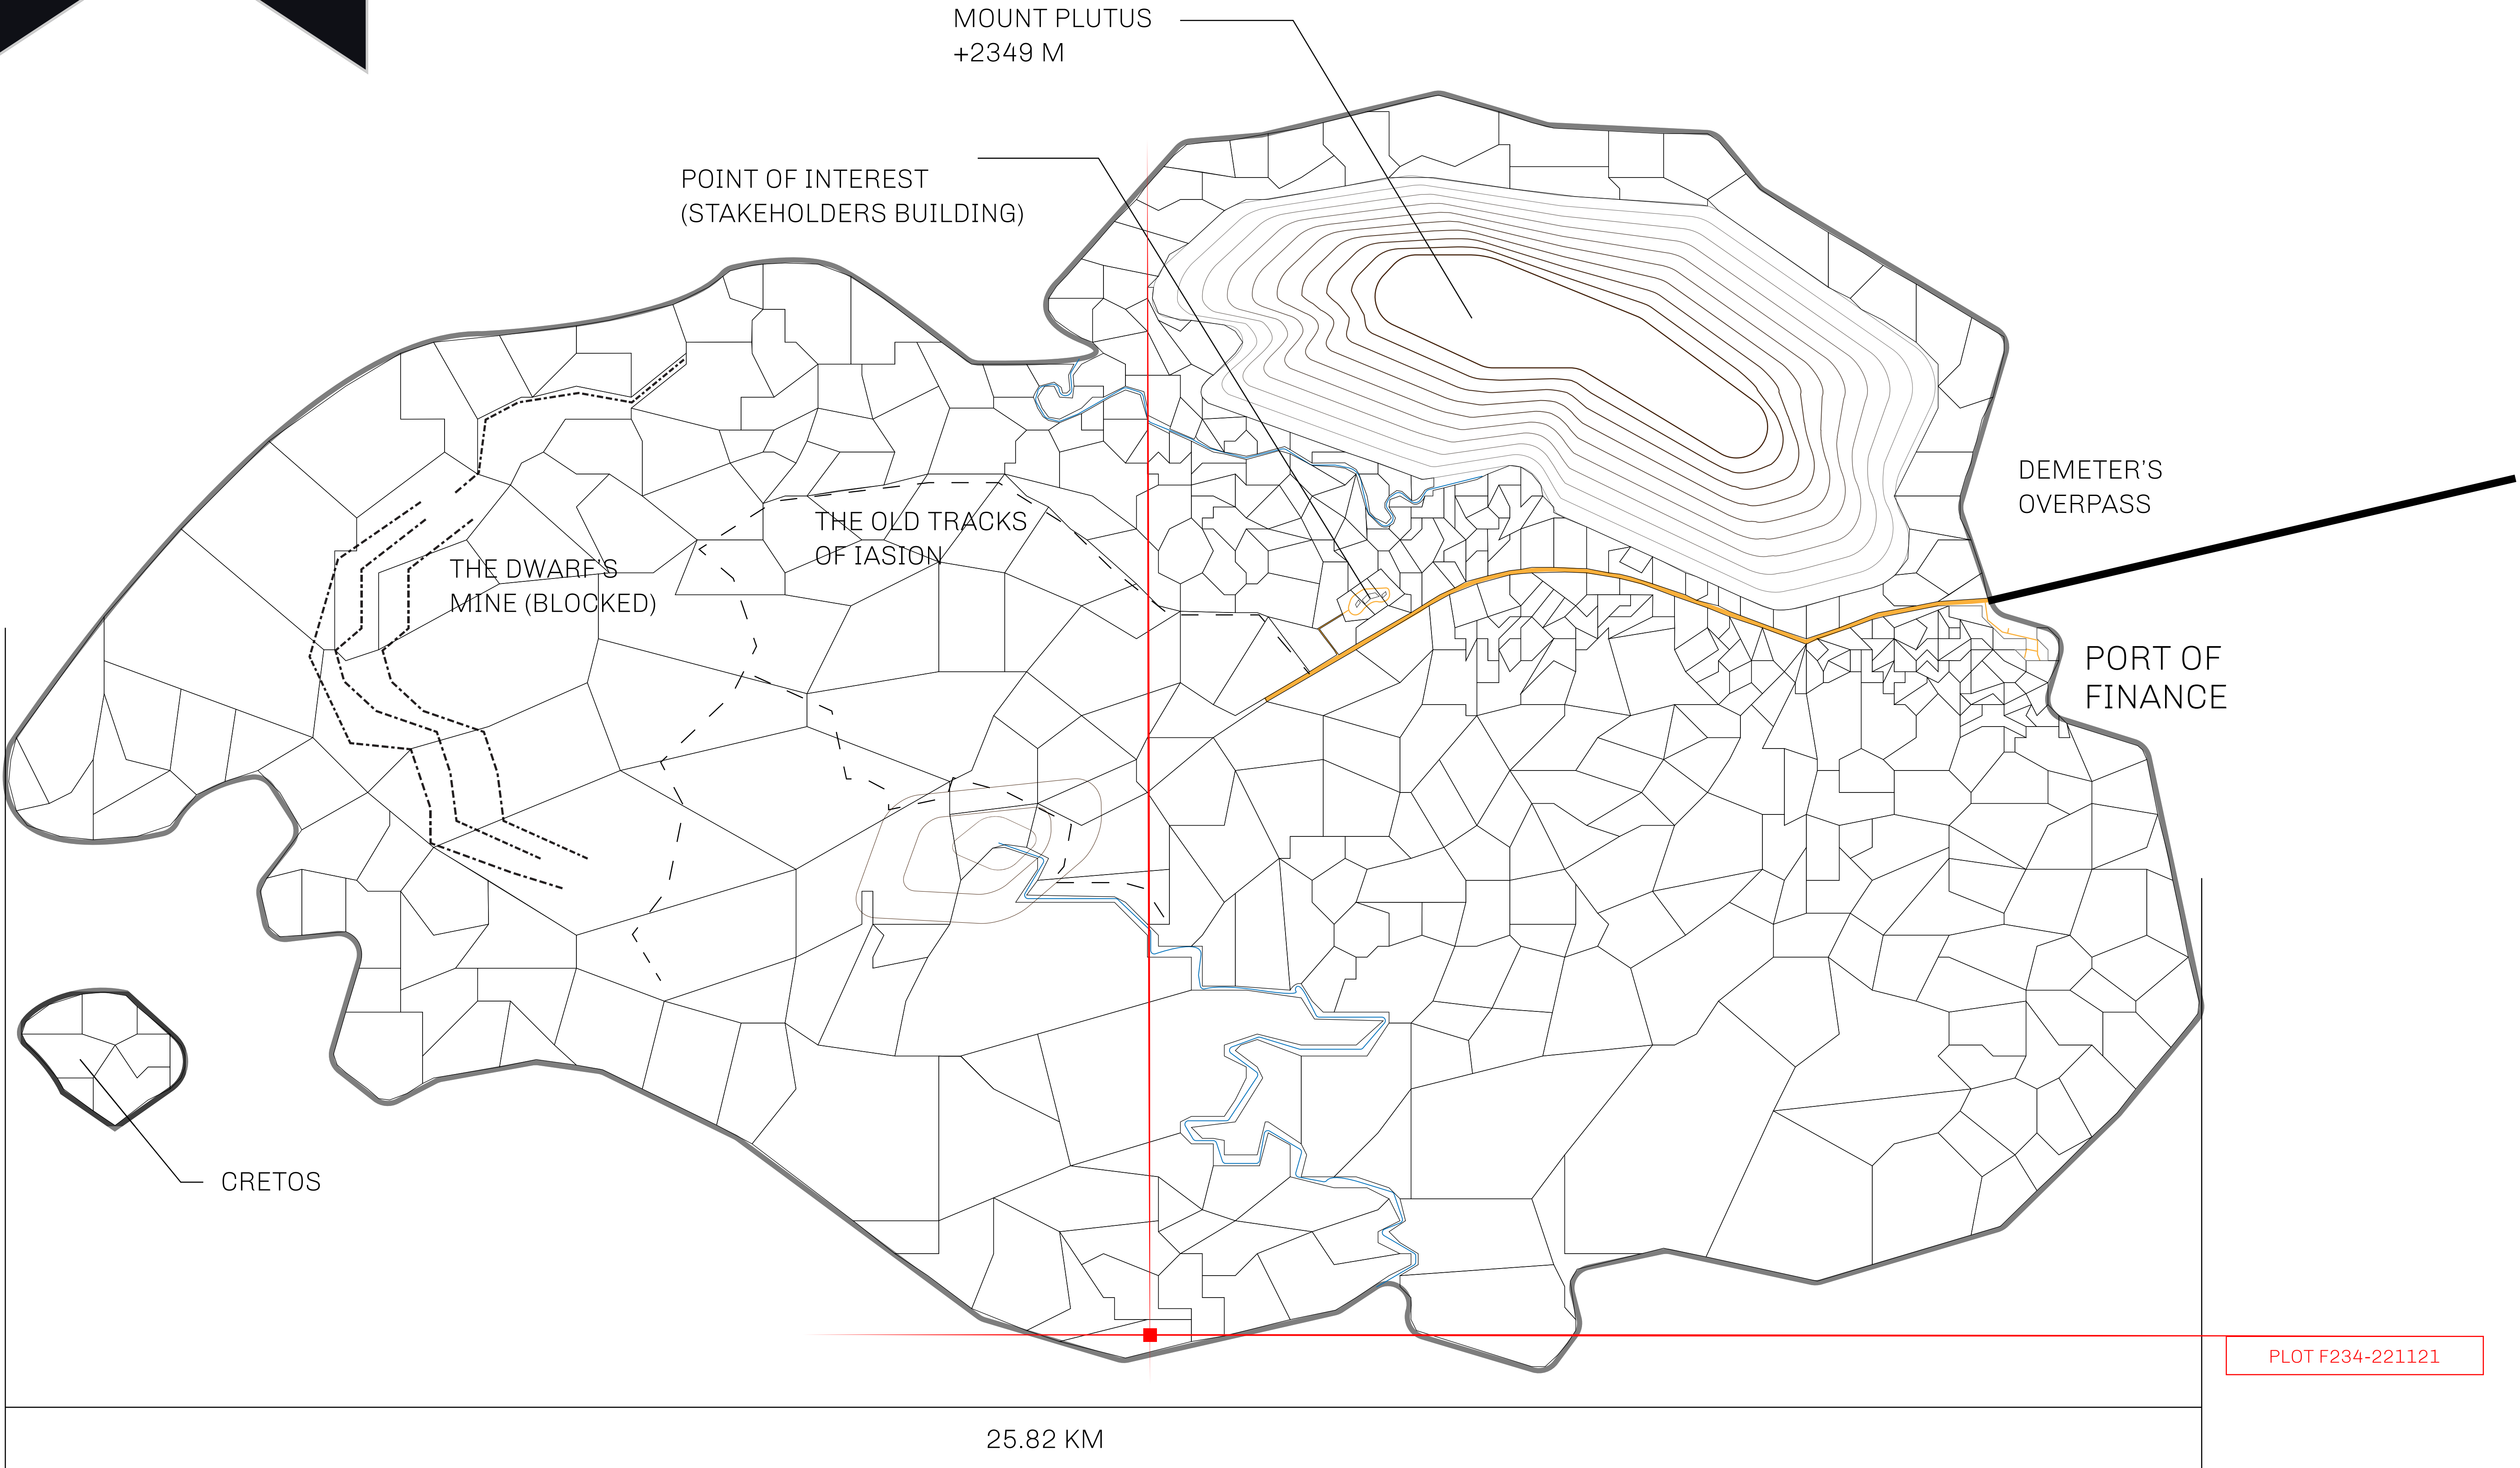 MOUNT PLUTUS
+2349 M
POINT OF INTEREST
(STAKEHOLDERS BUILDING)
DEMETER'S
OVERPASS
THE OLD TRACKS
OF IASION
THE DWARF'S
MINE (BLOCKED)
PORT OF
FINANCE
CRETOS
PLOT F234-221121
25.82 KM